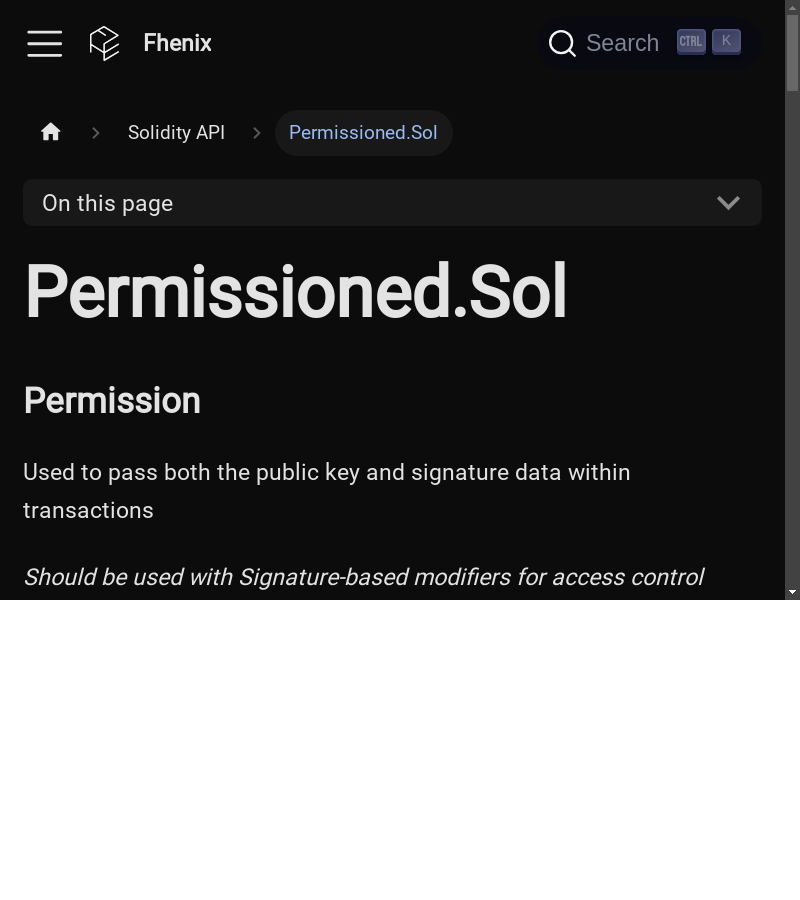 Fhenix
Search CTRL K
Solidity API
Permissioned.Sol
On this page
Permissioned.Sol
Permission
Used to pass both the public key and signature data within
transactions
Should be used with Signature-based modifiers for access control